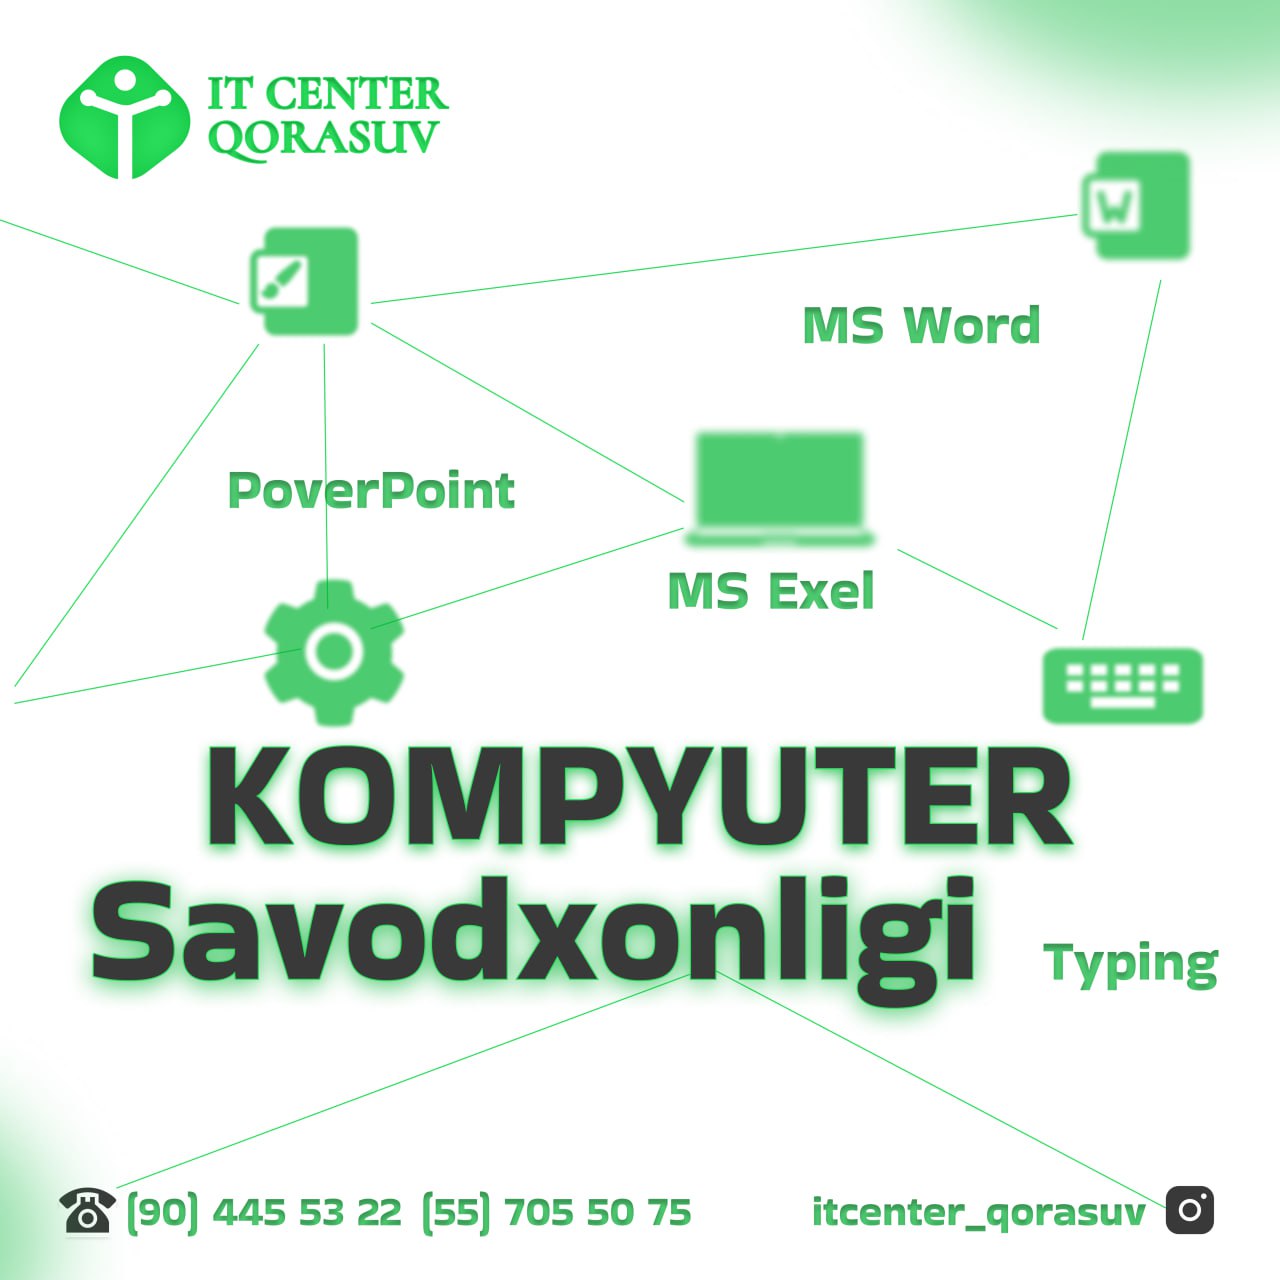 IT CENTER
QORASUV
W
MS Word
PoverPoint
MS Exel
KOMPYUTER
Savodxonligi
Typing
(90) 445 53 22 (55) 705 50 75
itcenter_qorasuv